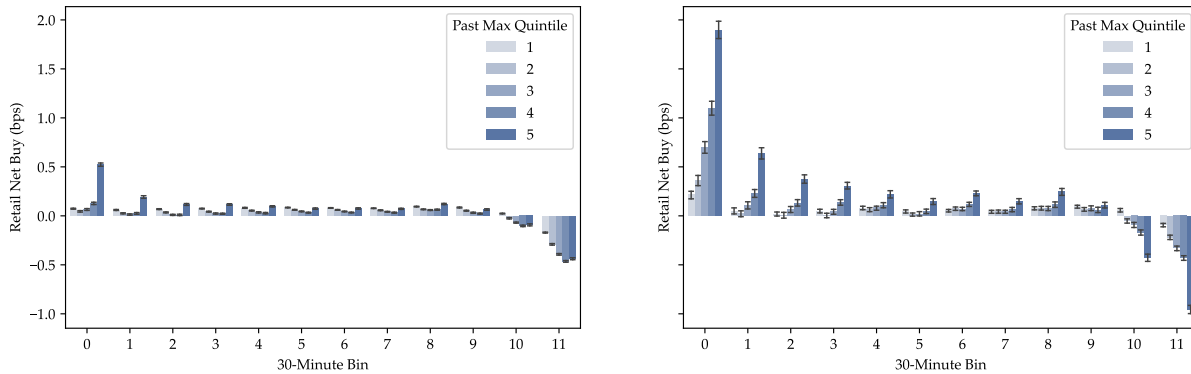 Retail Net Buy (bps)
2.0
1.5
1.0
0.5
0.0
−0.5
−1.0
Past Max Quintile
1
2
3
4
5
0 1 2 3 4 5 6 7 8 9 10 11
30-Minute Bin
Retail Net Buy (bps)
Past Max Quintile
1
2
3
4
5
0 1 2 3 4 5 6 7 8 9 10 11
30-Minute Bin